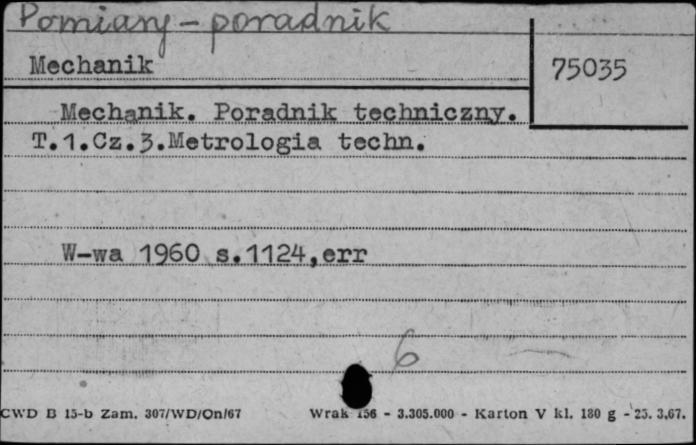 Pomiary - poradnik
Mechanik
75035
Mechanik. Poradnik techniczny.
T.1.Cz.3.Metrologia techn.
W-wa 1960 s.1124,err
6
CWD B 15-b Zam. 307/WD/On/67 Wrak 156 - 3.305.000 - Karton V kl. 180 g - 25. 3.67.